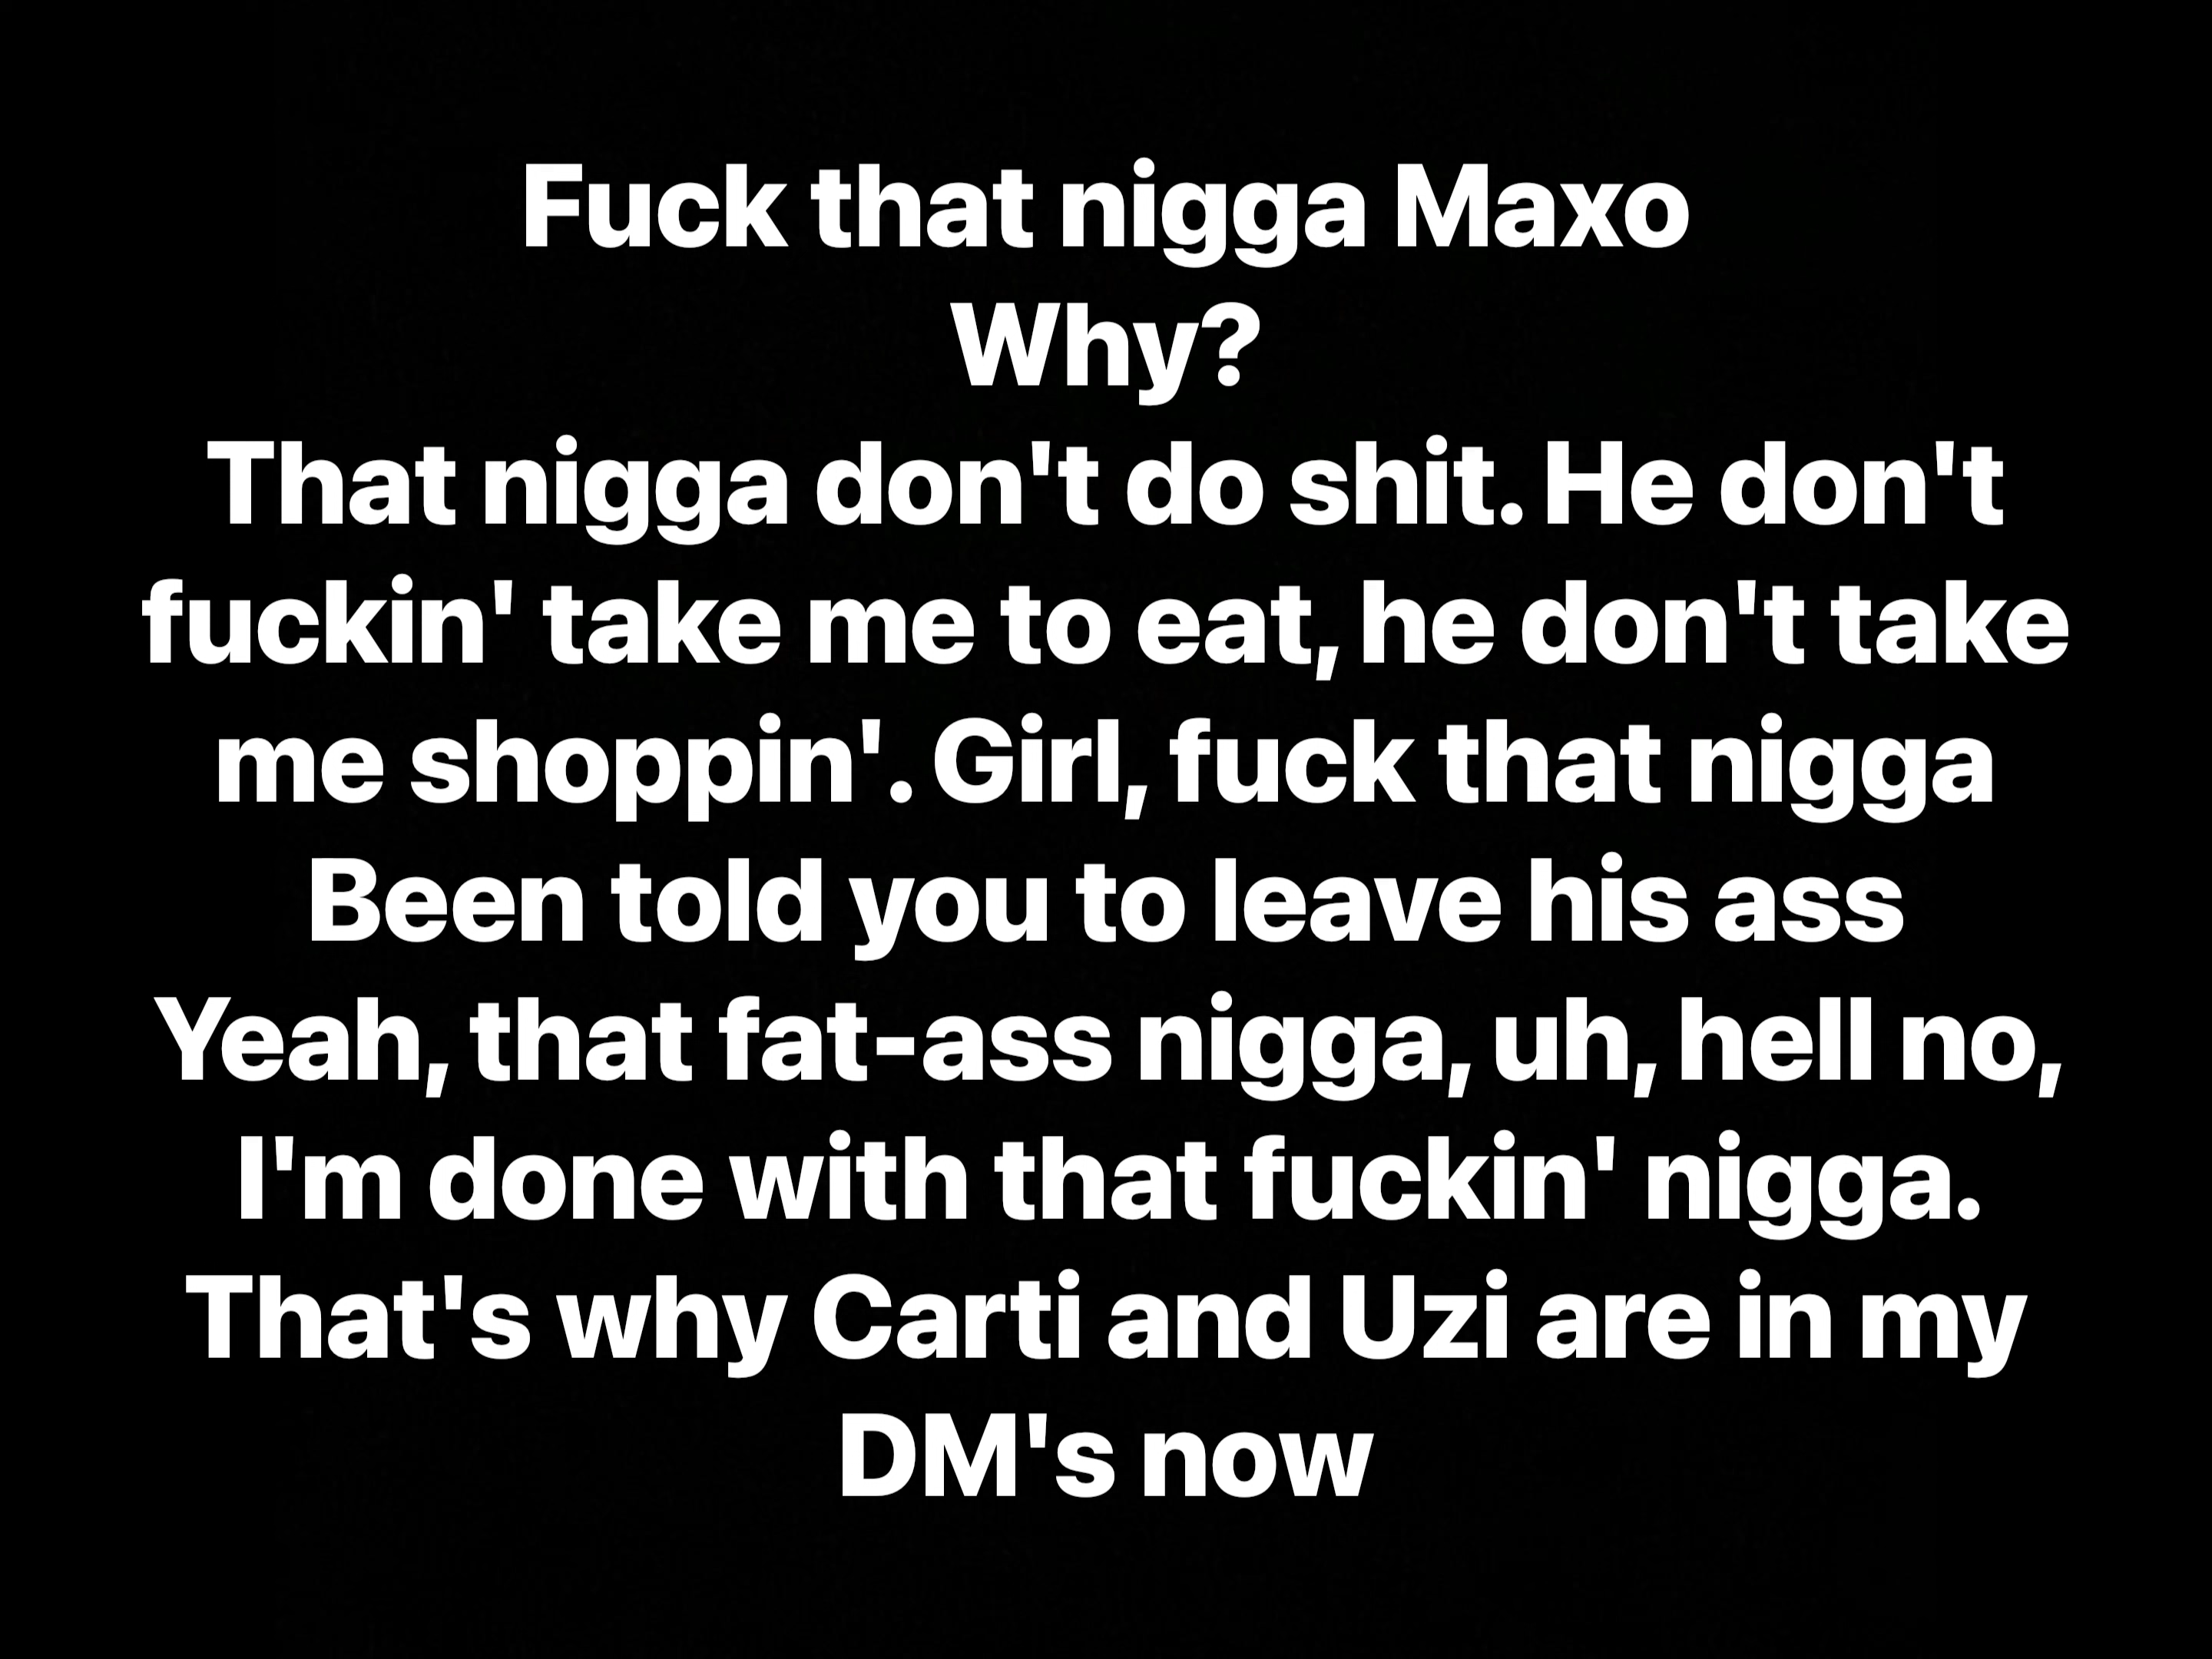 Fuck that nigga Maxo
Why?
That nigga don't do shit. He don't
fuckin' take me to eat, he don't take
me shoppin'. Girl, fuck that nigga
Been told you to leave his ass
Yeah, that fat-ass nigga, uh, hell no,
I'm done with that fuckin' nigga.
That's why Carti and Uzi are in my
DM's now